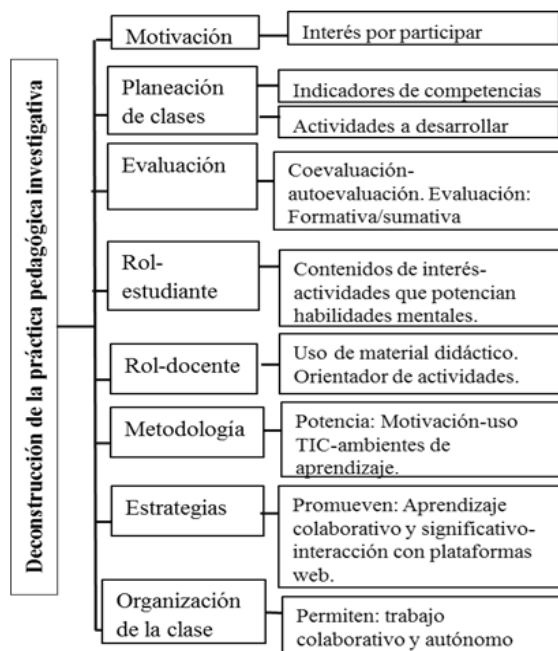 Deconstrucción de la práctica pedagógica investigativa
Motivación
Interés por participar
Planeación
de clases
Indicadores de competencias
Actividades a desarrollar
Evaluación
Coevaluación-
autoevaluación. Evaluación:
Formativa/sumativa
Rol-
estudiante
Contenidos de interés-
actividades que potencian
habilidades mentales.
Rol-docente
Uso de material didáctico.
Orientador de actividades.
Metodología
Potencia: Motivación-uso
TIC-ambientes de
aprendizaje.
Estrategias
Promueven: Aprendizaje
colaborativo y significativo-
interacción con plataformas
web.
Organización
de la clase
Permiten: trabajo
colaborativo y autónomo